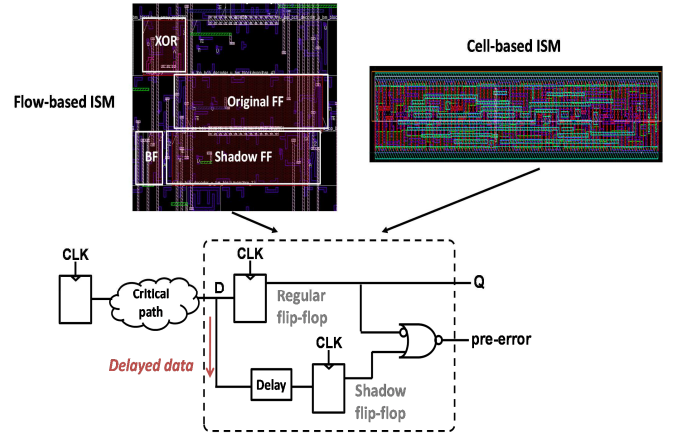 XOR
Cell-based ISM
Flow-based ISM
Original FF
BF
Shadow FF
CLK
CLK
Critical
path
D
Q
Regular
flip-flop
CLK
pre-error
Delayed data
Delay
Shadow
flip-flop